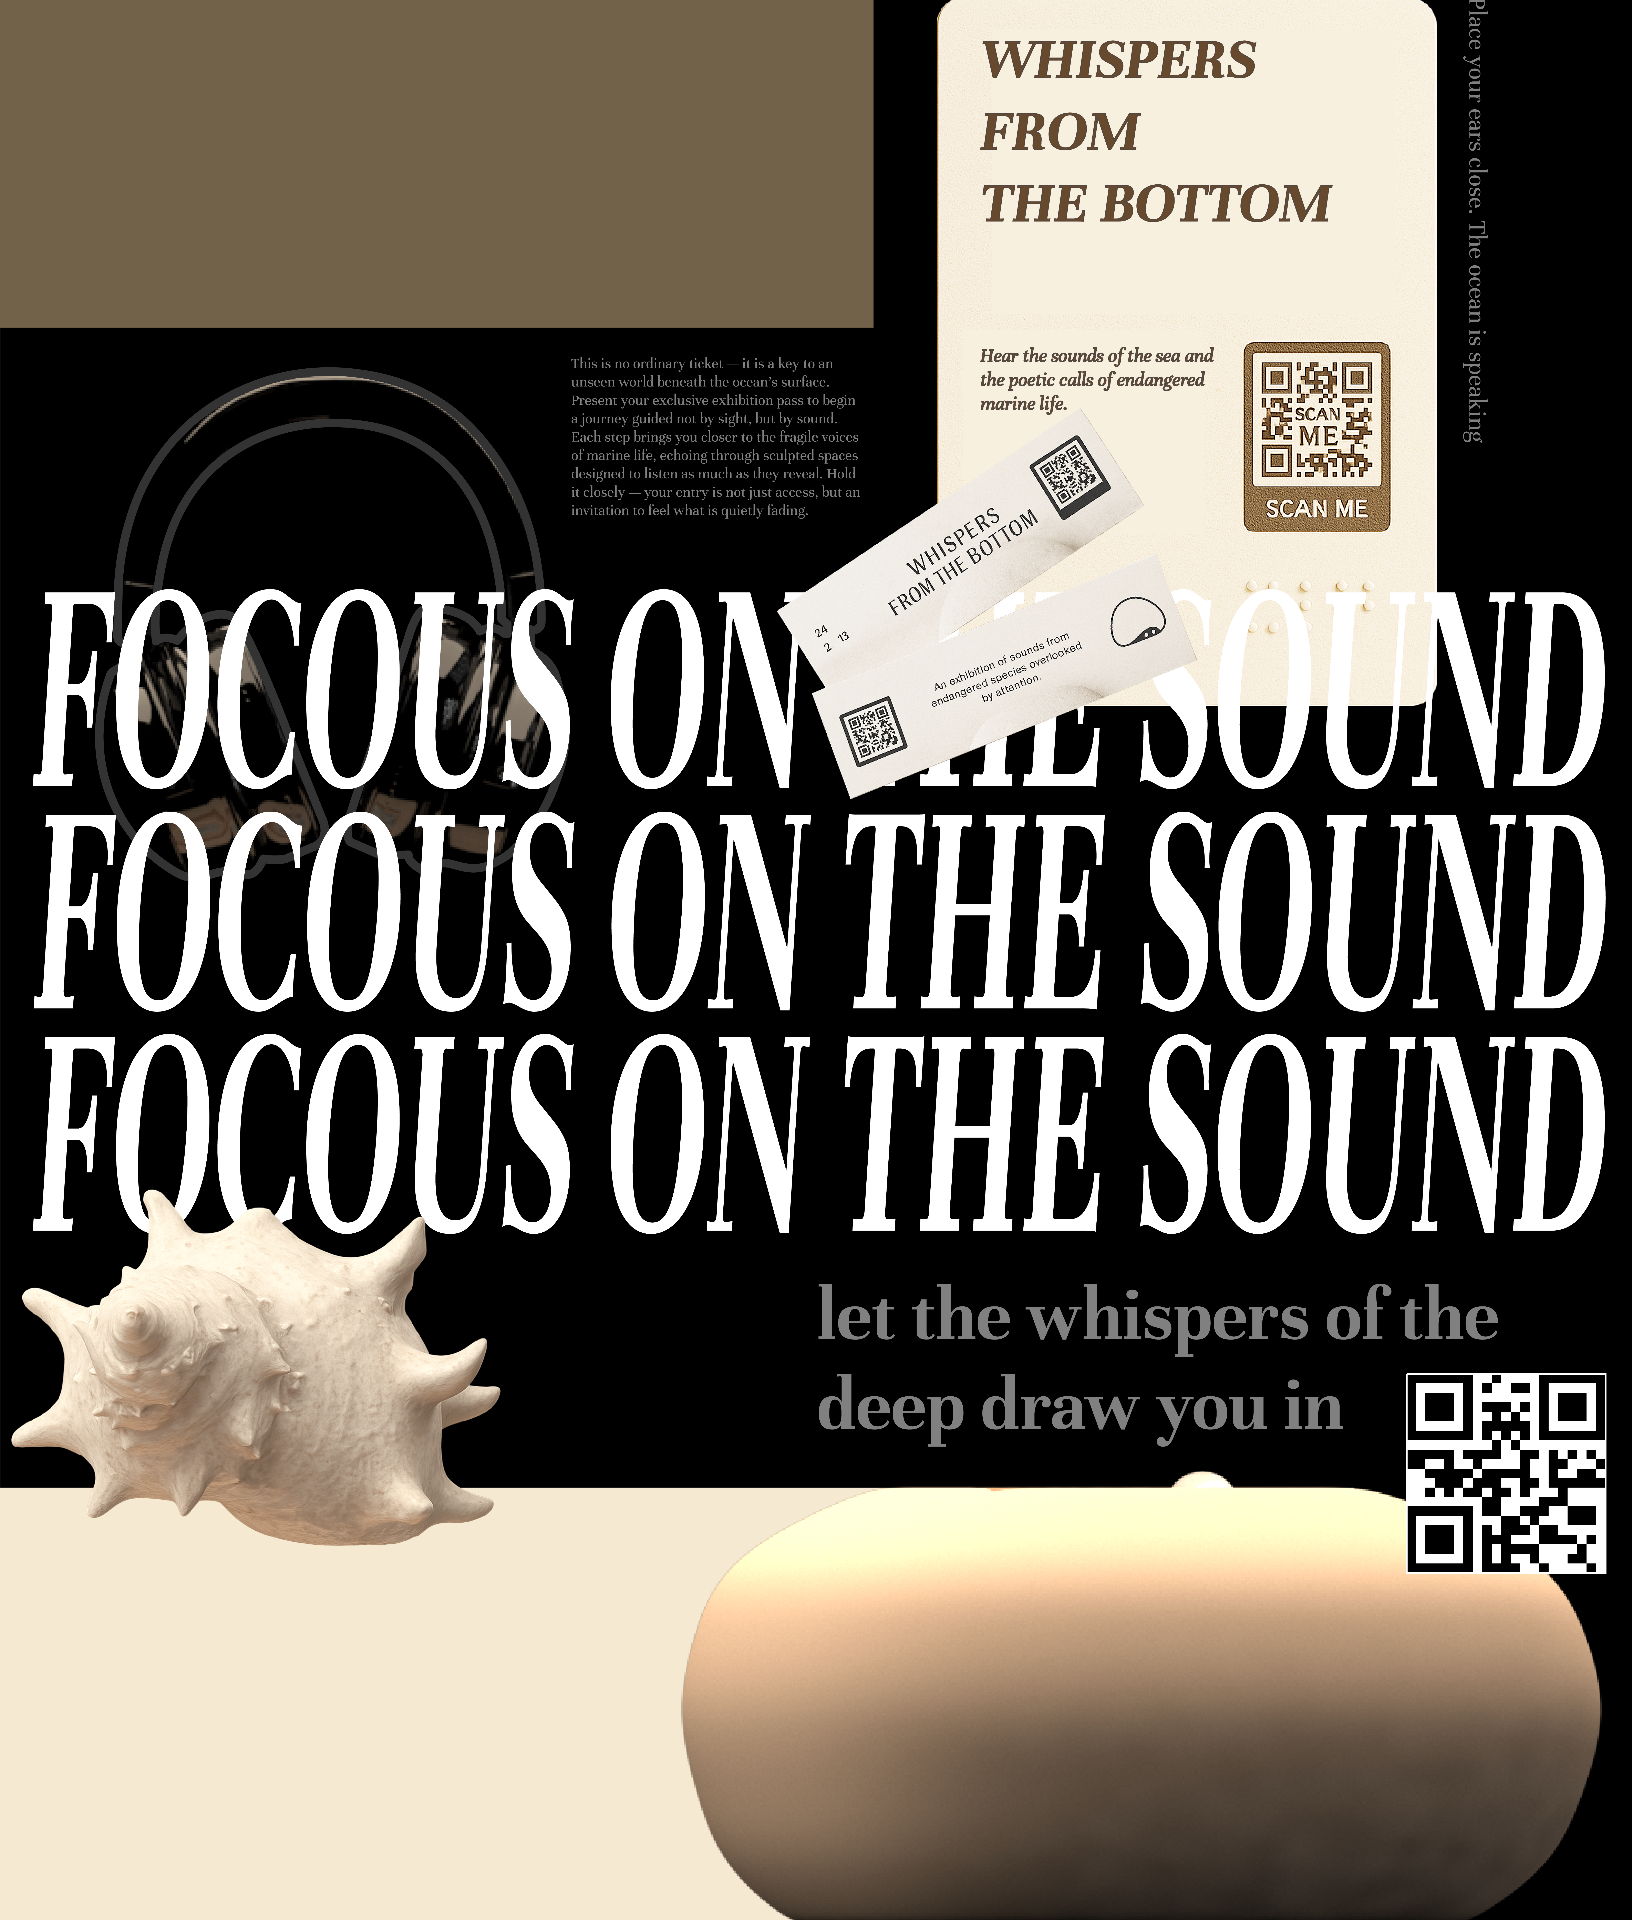 WHISPERS
FROM
THE BOTTOM
Place your ears close. The ocean is speaking
This is no ordinary ticket — it is a key to an
unseen world beneath the ocean's surface.
Present your exclusive exhibition pass to begin
a journey guided not by sight, but by sound.
Each step brings you closer to the fragile voices
of marine life, echoing through sculpted spaces
designed to listen as much as they reveal. Hold
it closely — your entry is not just access, but an
invitation to feel what is quietly fading.
Hear the sounds of the sea and
the poetic calls of endangered
marine life.
SCAN
ME
SCAN ME
WHISPERS
FROM THE BOTTOM
24
2 13
An exhibition of sounds from
endangered species overlooked
by attention.
FOCOUS ON THE SOUND
FOCOUS ON THE SOUND
FOCOUS ON THE SOUND
let the whispers of the
deep draw you in